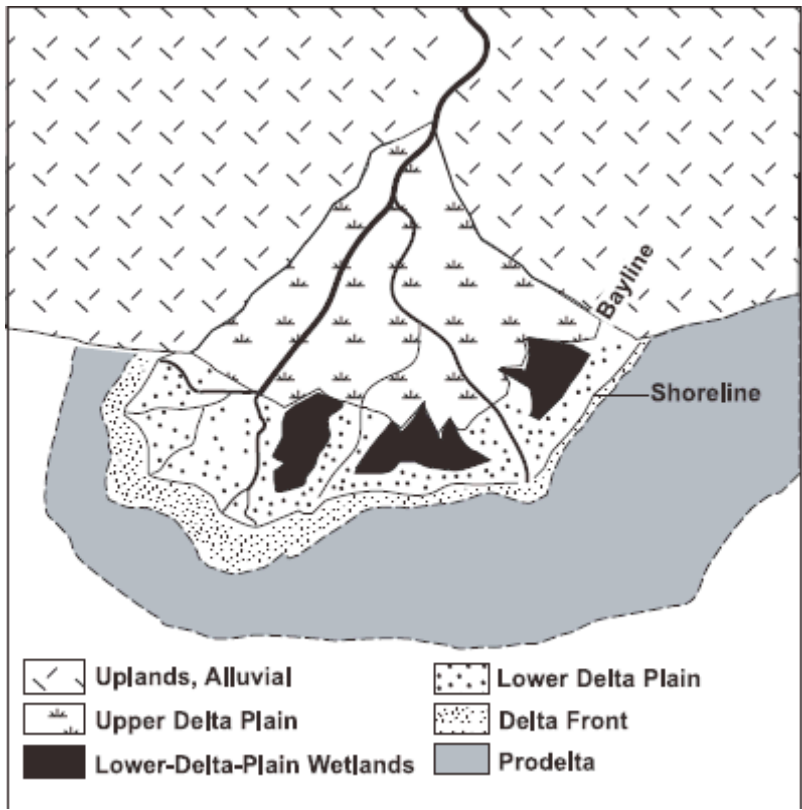 Bayline
Shoreline
Uplands, Alluvial
Upper Delta Plain
Lower-Delta-Plain Wetlands
Lower Delta Plain
Delta Front
Prodelta